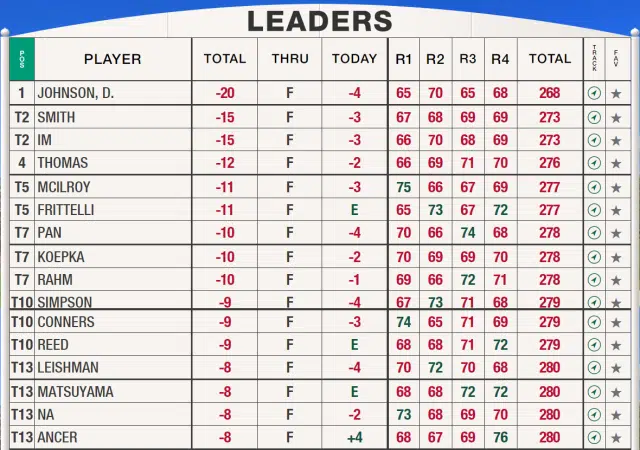 LEADERS
POS PLAYER TOTAL THRU TODAY R1 R2 R3 R4 TOTAL TRACK FAV
1 JOHNSON, D. -20 F -4 65 70 65 68 268
T2 SMITH -15 F -3 67 68 69 69 273
T2 IM -15 F -3 66 70 68 69 273
4 THOMAS -12 F -2 66 69 71 70 276
T5 MCILROY -11 F -3 75 66 67 69 277
T5 FRITTELLI -11 F E 65 73 67 72 277
T7 PAN -10 F -4 70 66 74 68 278
T7 KOEPKA -10 F -2 70 69 69 70 278
T7 RAHM -10 F -1 69 66 72 71 278
T10 SIMPSON -9 F -4 67 73 71 68 279
T10 CONNERS -9 F -3 74 65 71 69 279
T10 REED -9 F E 68 68 71 72 279
T13 LEISHMAN -8 F -4 70 72 70 68 280
T13 MATSUYAMA -8 F E 68 68 72 72 280
T13 NA -8 F -2 73 68 69 70 280
T13 ANCER -8 F +4 68 67 69 76 280